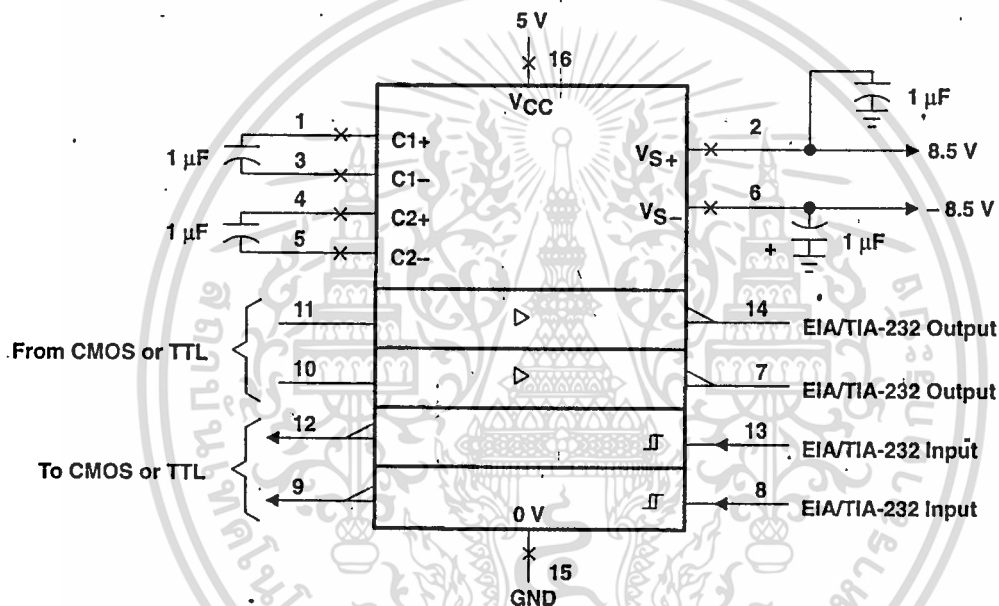 5 V
16
VCC
1 µF
1
C1+
3
C1–
1 µF
4
C2+
5
C2–
2
VS+
1 µF
8.5 V
6
VS–
– 8.5 V
+
1 µF
From CMOS or TTL
11
14
EIA/TIA-232 Output
10
7
EIA/TIA-232 Output
To CMOS or TTL
12
13
EIA/TIA-232 Input
9
8
EIA/TIA-232 Input
0 V
15
GND